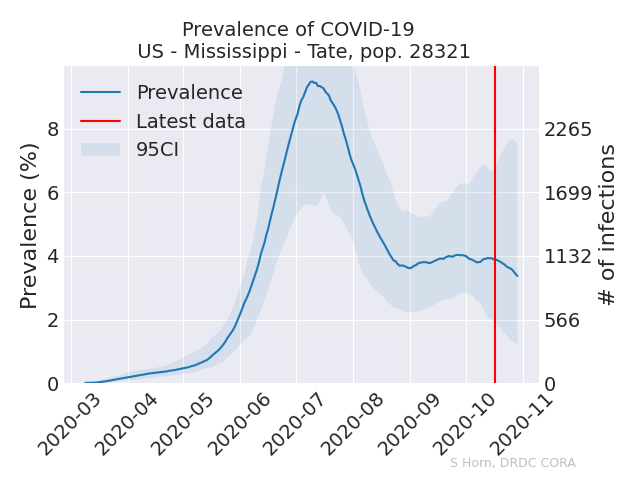 Prevalence of COVID-19
US - Mississippi - Tate, pop. 28321
Prevalence
Latest data
95CI
Prevalence (%)
8
6
4
2
0
2265
1699
1132
566
0
# of infections
2020-03
2020-04
2020-05
2020-06
2020-07
2020-08
2020-09
2020-10
2020-11
S Horn, DRDC CORA